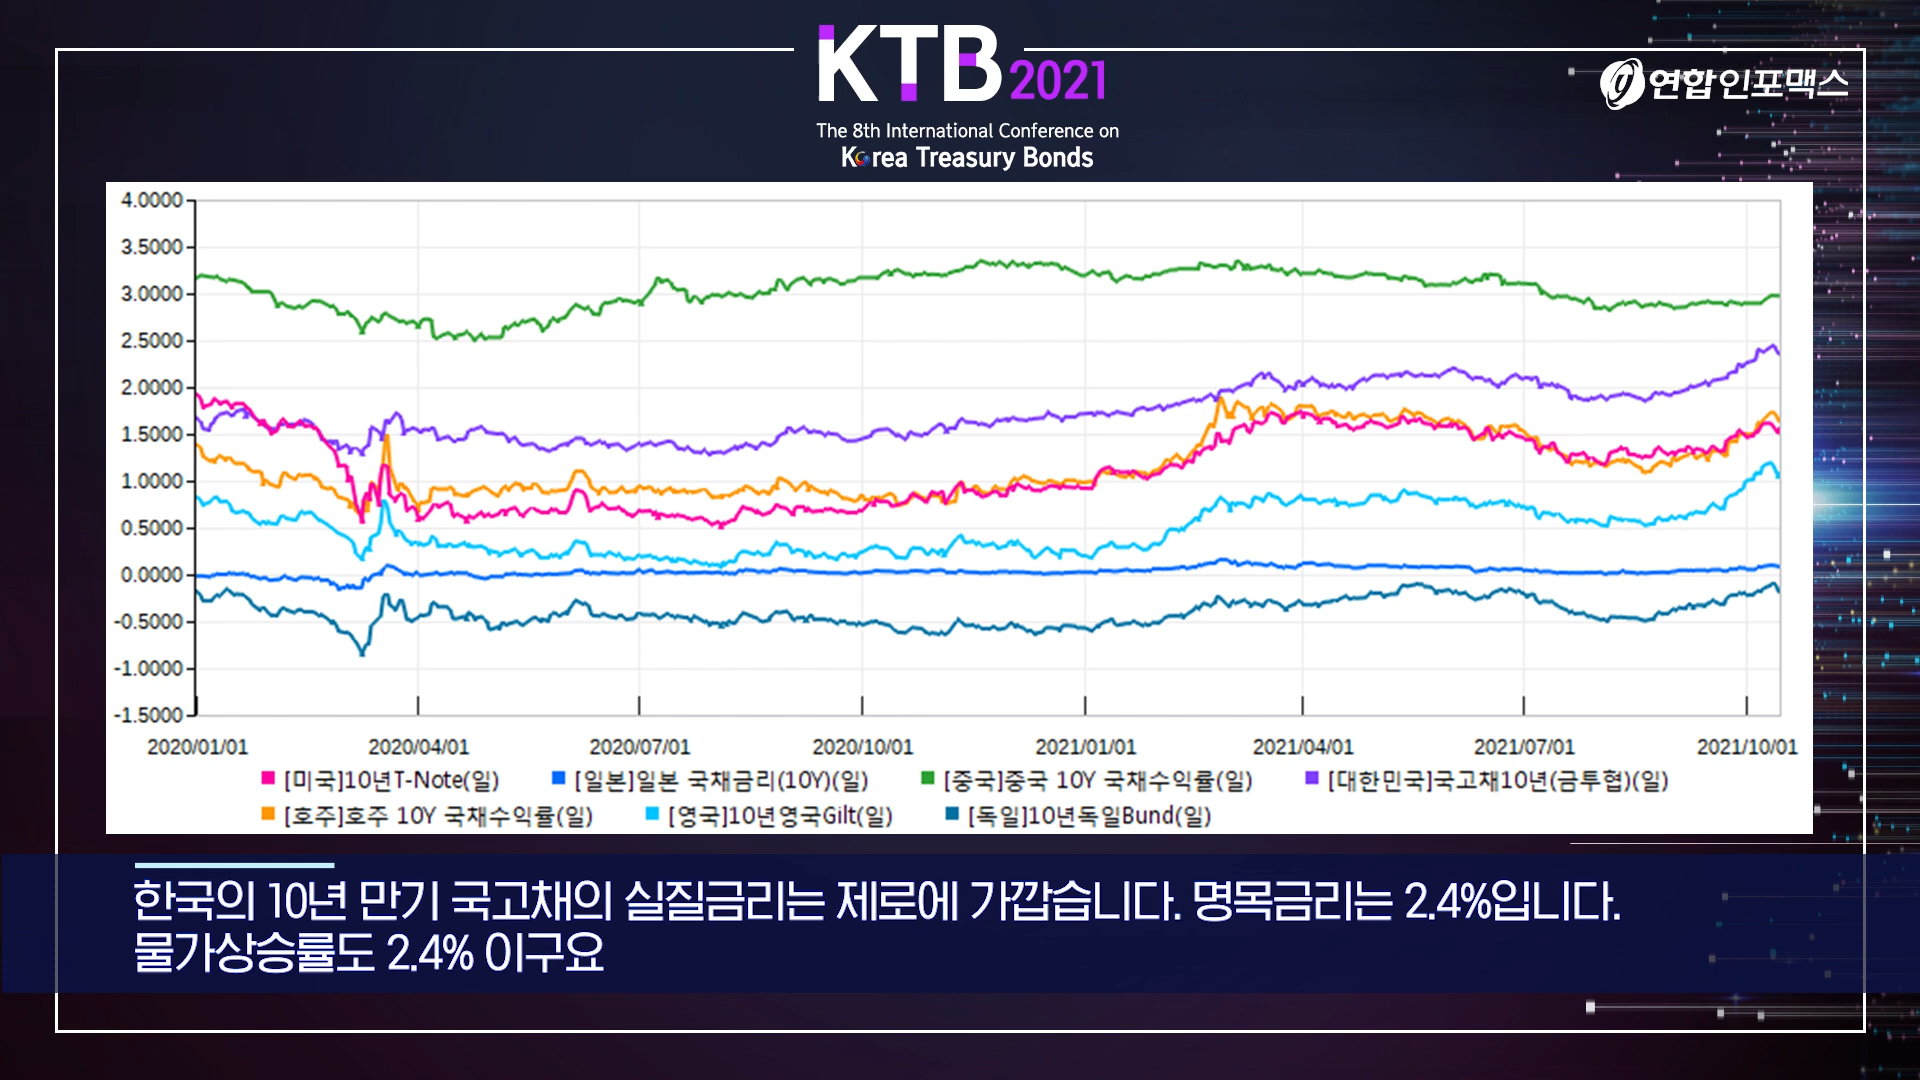 KTB 2021
The 8th International Conference on
Korea Treasury Bonds
연합인포맥스
4.0000
3.5000
3.0000
2.5000
2.0000
1.5000
1.0000
0.5000
0.0000
-0.5000
-1.0000
-1.5000
2020/01/01 2020/04/01 2020/07/01 2020/10/01 2021/01/01 2021/04/01 2021/07/01 2021/10/01
[미국]10년T-Note(일) [일본]일본 국채금리(10Y)(일) [중국]중국 10Y 국채수익률(일) [대한민국]국고채10년(금투협)(일)
[호주]호주 10Y 국채수익률(일) [영국]10년영국Gilt(일) [독일]10년독일Bund(일)
한국의 10년 만기 국고채의 실질금리는 제로에 가깝습니다. 명목금리는 2.4%입니다.
물가상승률도 2.4% 이구요